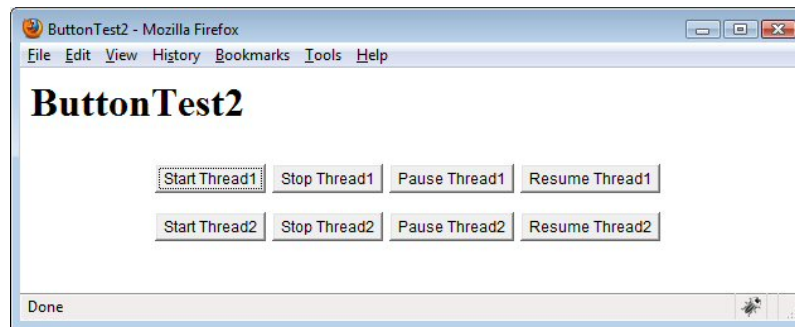 ButtonTest2 - Mozilla Firefox
File Edit View History Bookmarks Tools Help
ButtonTest2
Start Thread1 Stop Thread1 Pause Thread1 Resume Thread1
Start Thread2 Stop Thread2 Pause Thread2 Resume Thread2
Done